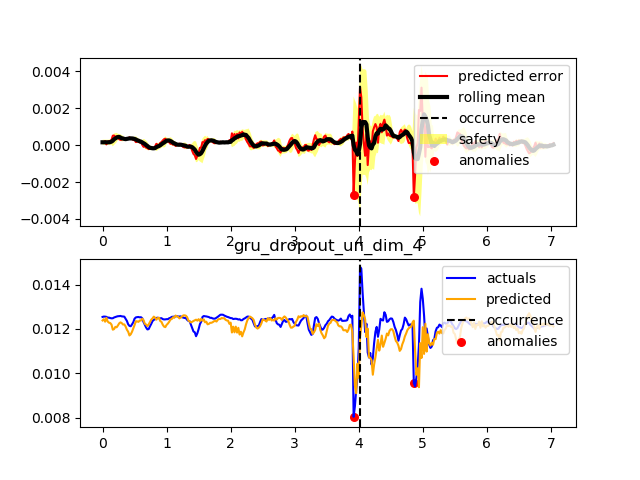 0.004
0.002
0.000
−0.002
−0.004
predicted error
rolling mean
occurrence
safety
anomalies
0 1 2 3 4 5 6 7
gru_dropout_uri_dim_4
0.014
0.012
0.010
0.008
actuals
predicted
occurrence
anomalies
0 1 2 3 4 5 6 7